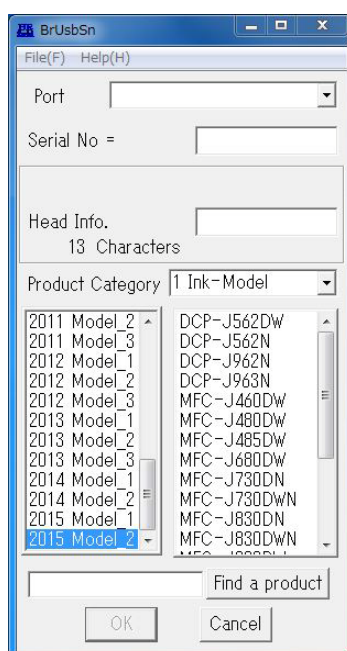 BrUsbSn
File(F) Help(H)
Port
Serial No =
Head Info.
13 Characters
Product Category 1 Ink-Model
2011 Model_2
2011 Model_3
2012 Model_1
2012 Model_2
2012 Model_3
2013 Model_1
2013 Model_2
2013 Model_3
2014 Model_1
2014 Model_2
2015 Model_1
2015 Model_2
DCP-J562DW
DCP-J562N
DCP-J962N
DCP-J963N
MFC-J460DW
MFC-J480DW
MFC-J485DW
MFC-J680DW
MFC-J730DN
MFC-J730DWN
MFC-J830DN
MFC-J830DWN
Find a product
OK Cancel